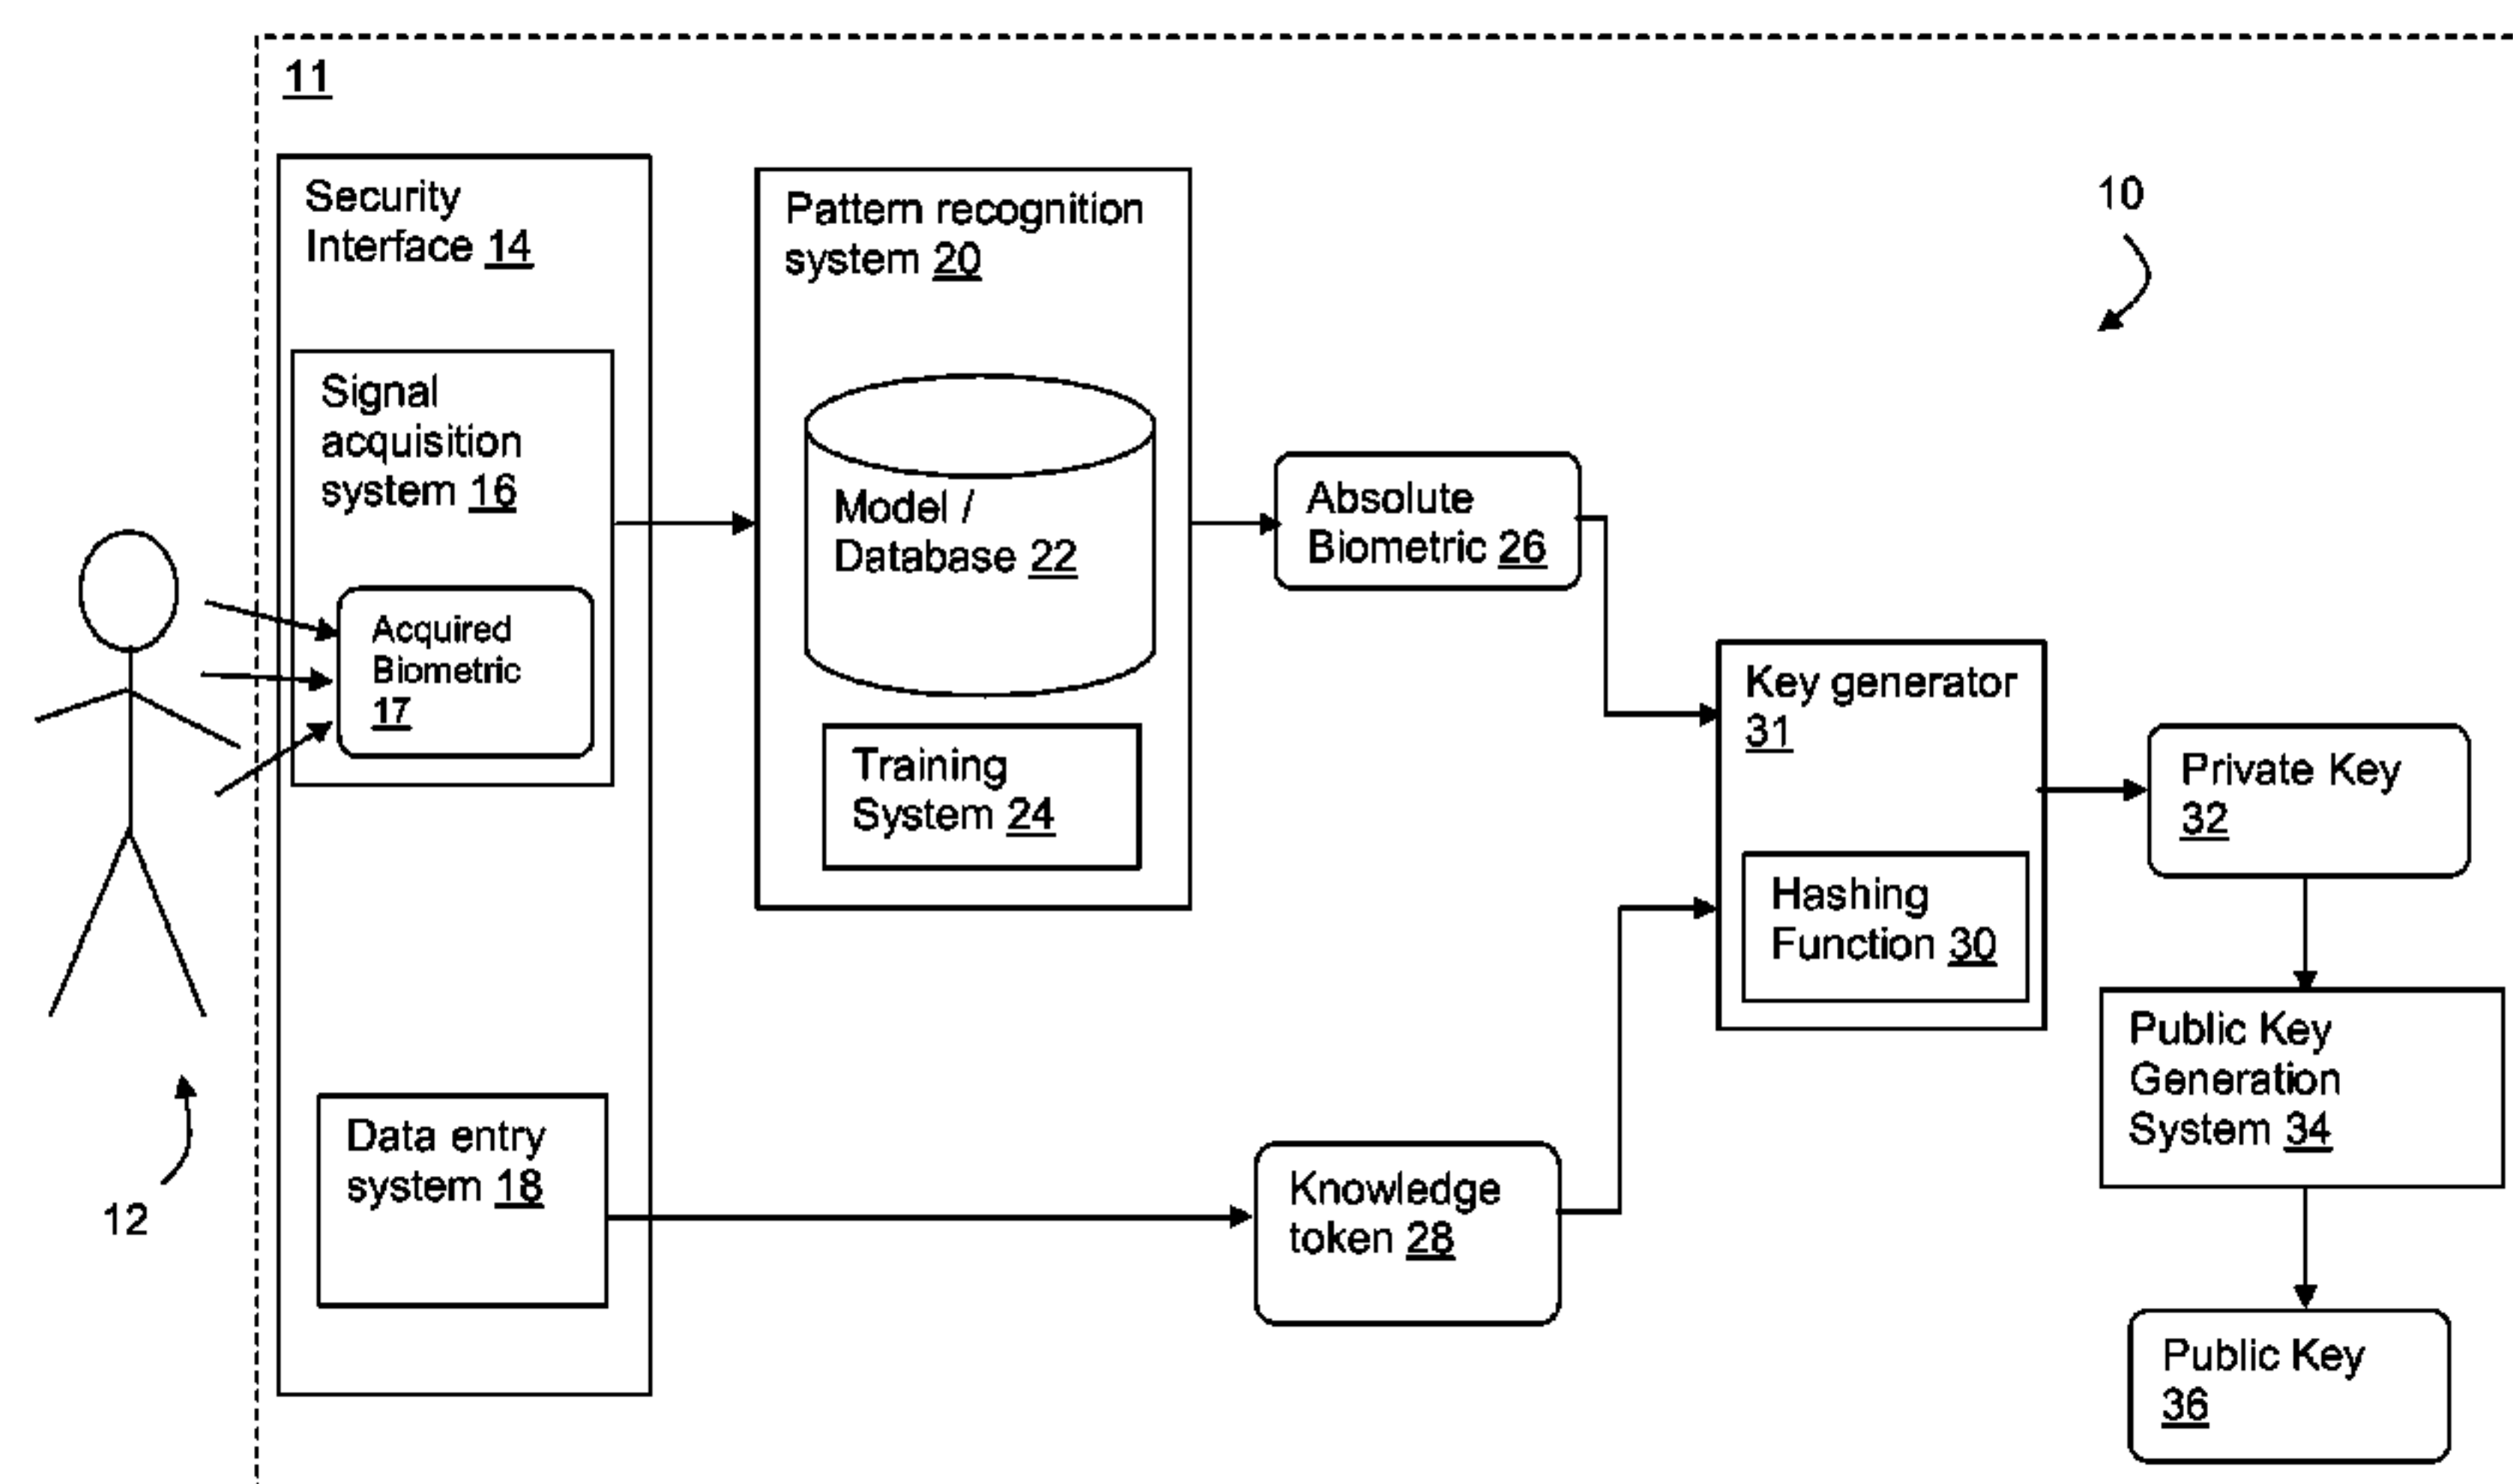 11
10
Security
Interface 14
Signal
acquisition
system 16
Acquired
Biometric
17
Data entry
system 18
12
Pattern recognition
system 20
Model /
Database 22
Training
System 24
Absolute
Biometric 26
Knowledge
token 28
Key generator
31
Hashing
Function 30
Private Key
32
Public Key
Generation
System 34
Public Key
36